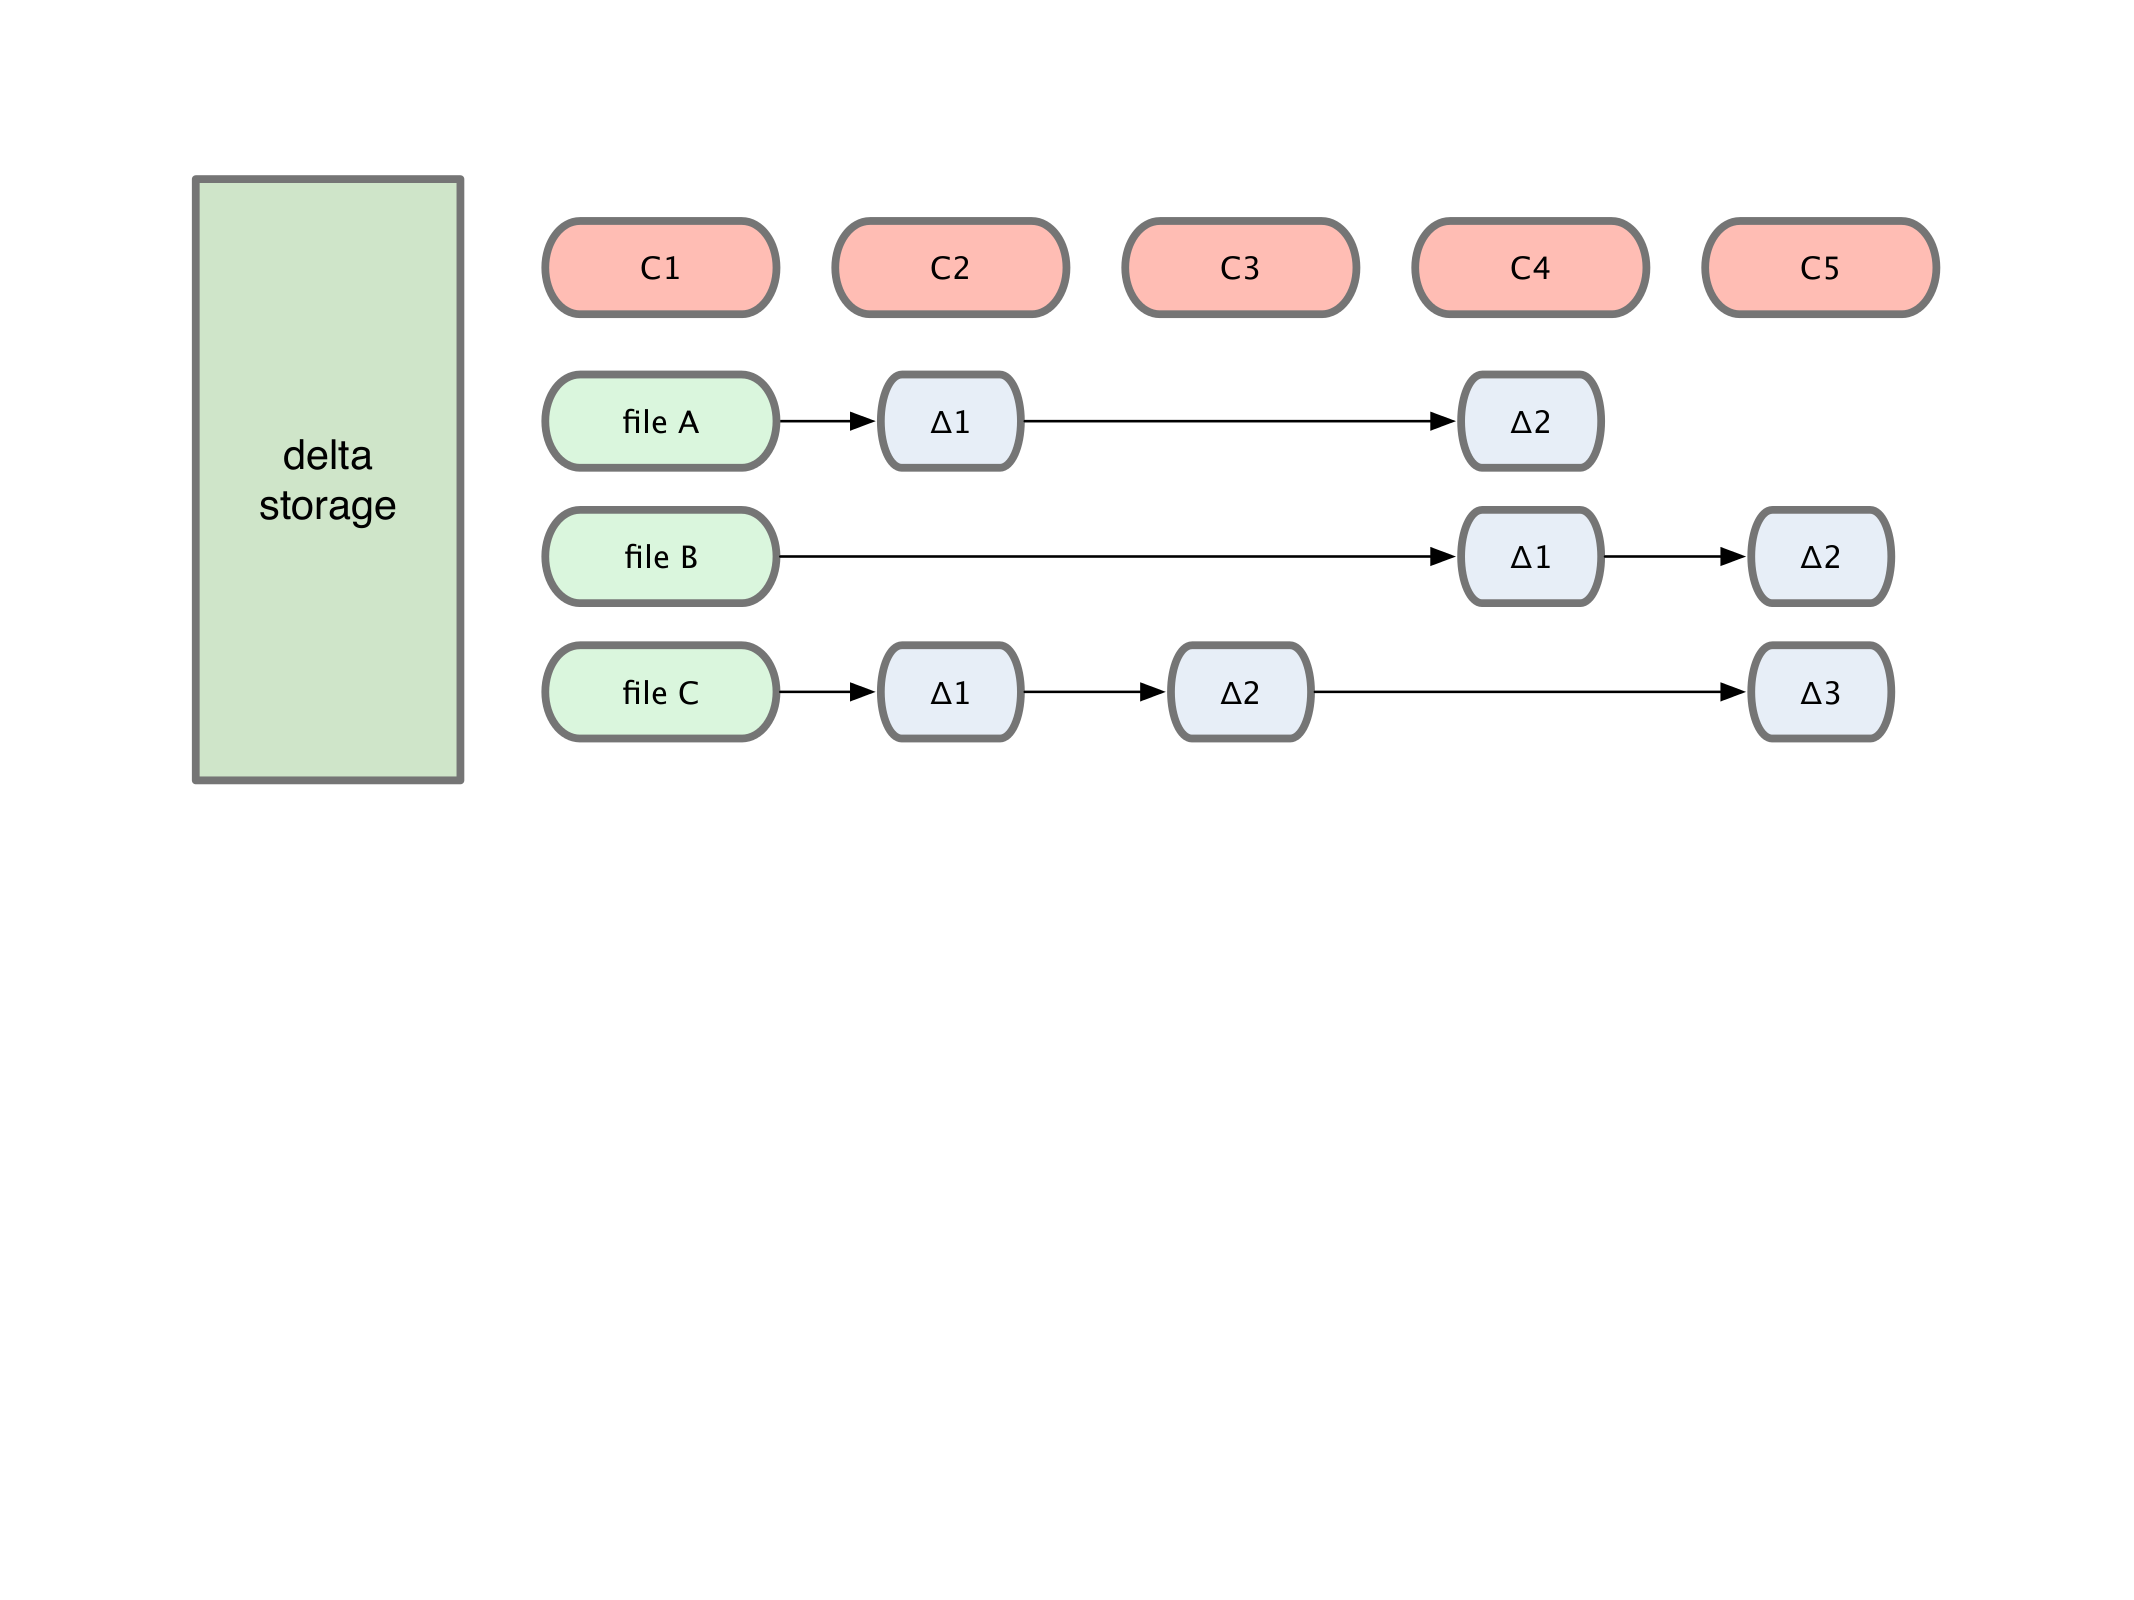 delta
storage
C1 C2 C3 C4 C5
file A Δ1 Δ2
file B Δ1 Δ2
file C Δ1 Δ2 Δ3